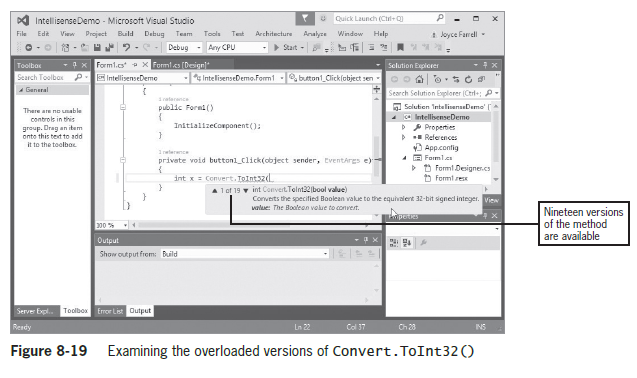 IntellisenseDemo - Microsoft Visual Studio
Quick Launch (Ctrl+Q)
File Edit View Project Build Debug Team Tools Test Architecture Analyze Window Help Joyce Farrell
Debug Any CPU Start
Toolbox
Search Toolbox
General
There are no usable
controls in this
group. Drag an item
onto this text to add
it to the toolbox.
Form1.cs* Form1.cs [Design]*
IntellisenseDemo IntellisenseDemo.Form1 button1_Click(object sen
{
1 reference
public Form1()
{
InitializeComponent();
}
1 reference
private void button1_Click(object sender, EventArgs e)
{
int x = Convert.ToInt32(
}
}
}
1 of 19 int Convert.ToInt32(bool value)
Converts the specified Boolean value to the equivalent 32-bit signed integer.
value: The Boolean value to convert.
100 %
Solution Explorer
Search Solution Explorer (Ctrl+;
Solution 'IntellisenseDemo' (
IntellisenseDemo
Properties
References
App.config
Form1.cs
Form1.Designer.cs
Form1.resx
View
Properties
Nineteen versions
of the method
are available
Output
Show output from: Build
Server Expl... Toolbox Error List Output
Ready Ln 22 Col 37 Ch 28 INS
Figure 8-19 Examining the overloaded versions of Convert.ToInt32()